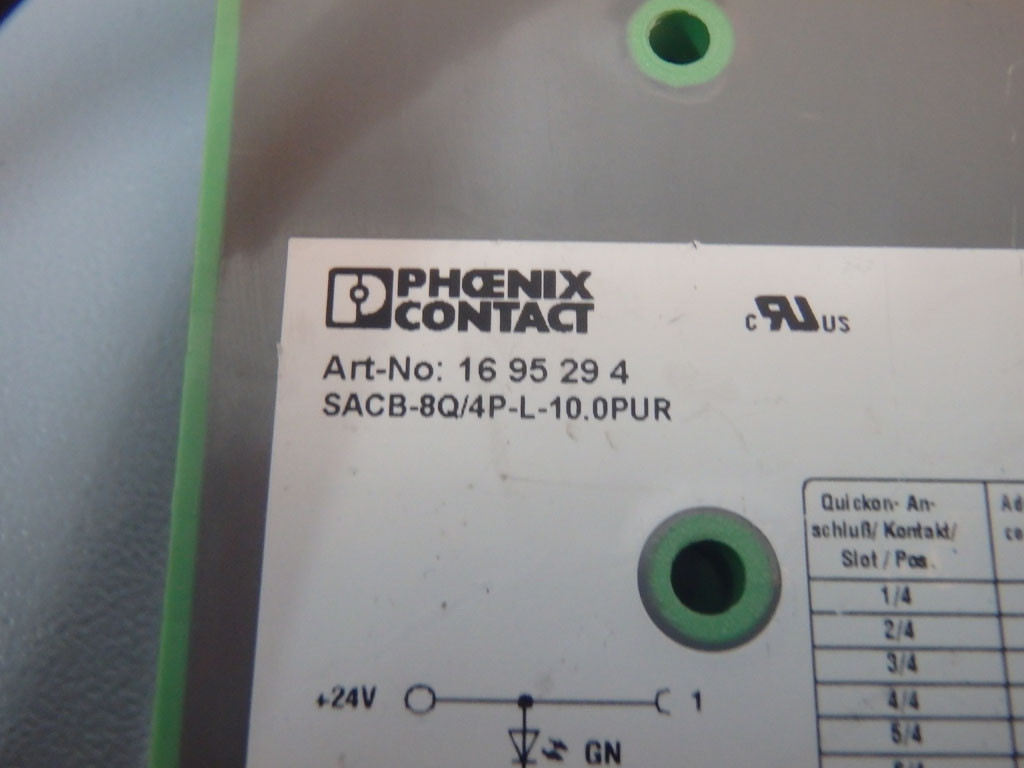 PHŒNIX
CONTACT
cRUus
Art-No: 16 95 29 4
SACB-8Q/4P-L-10.0PUR
Quickon- An-
schluß/ Kontakt/
Slot / Pos.
1/4
2/4
3/4
4/4
5/4
+24V
1
GN